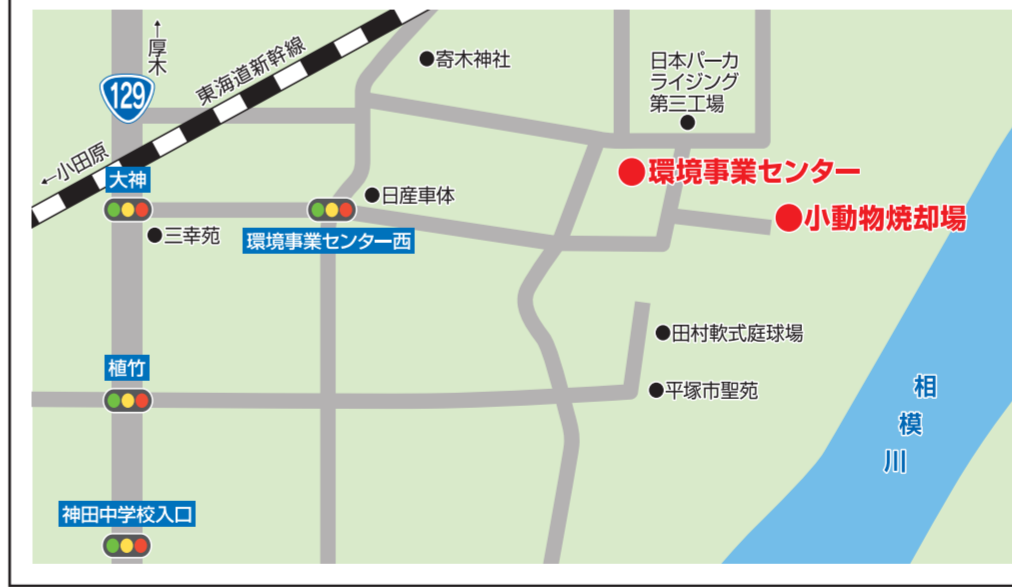 ↑厚木
129
東海道新幹線
←小田原
寄木神社
日本パーカ
ライジング
第三工場
環境事業センター
大神
日産車体
小動物焼却場
三幸苑
環境事業センター西
田村軟式庭球場
植竹
平塚市聖苑
相模川
神田中学校入口